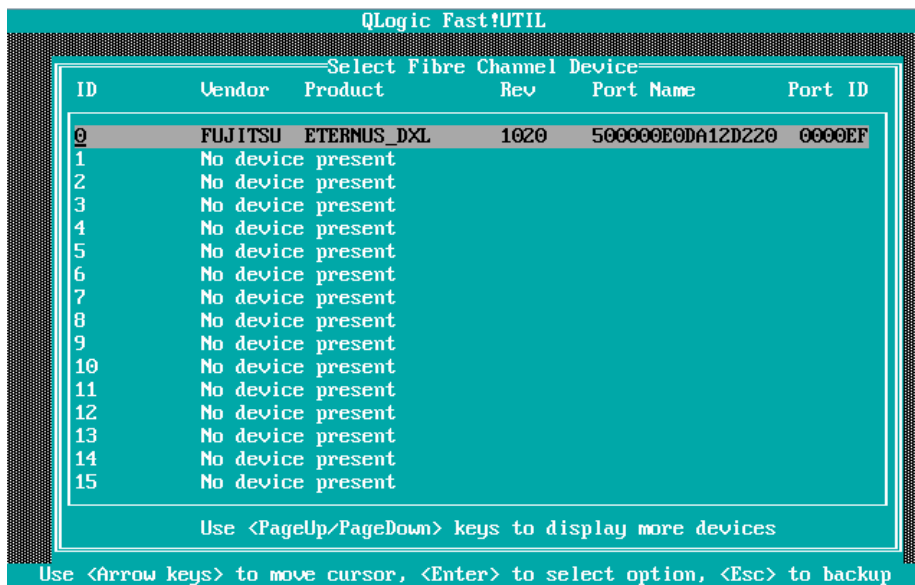 QLogic Fast!UTIL
Select Fibre Channel Device
ID Vendor Product Rev Port Name Port ID
0 FUJITSU ETERNUS_DXL 1020 500000E0DA12D220 0000EF
1 No device present
2 No device present
3 No device present
4 No device present
5 No device present
6 No device present
7 No device present
8 No device present
9 No device present
10 No device present
11 No device present
12 No device present
13 No device present
14 No device present
15 No device present
Use <PageUp/PageDown> keys to display more devices
Use <Arrow keys> to move cursor, <Enter> to select option, <Esc> to backup